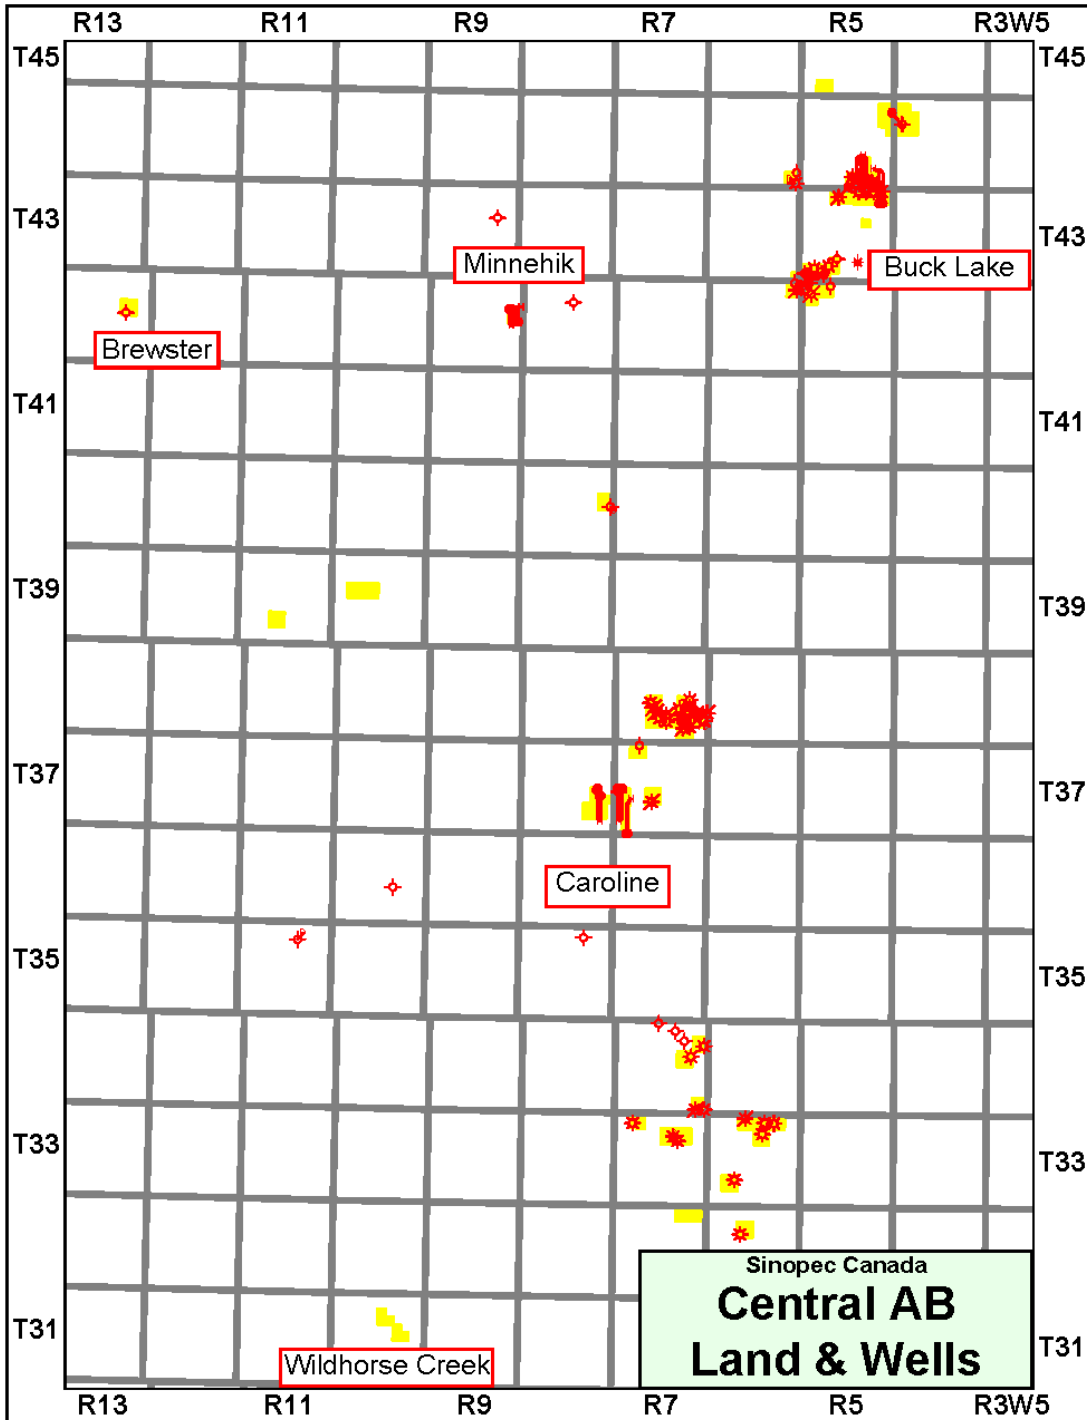 R13 R11 R9 R7 R5 R3W5
T45 T45
T43 T43
Minnehik Buck Lake
Brewster
T41 T41
T39 T39
T37 T37
Caroline
T35 T35
T33 T33
Sinopec Canada
Central AB
T31 T31
Land & Wells
Wildhorse Creek
R13 R11 R9 R7 R5 R3W5